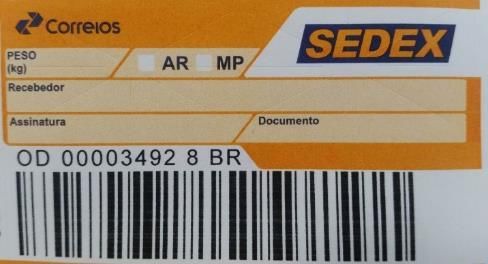 Correios
SEDEX
PESO
(kg)
AR MP
Recebedor
Assinatura Documento
OD 00003492 8 BR